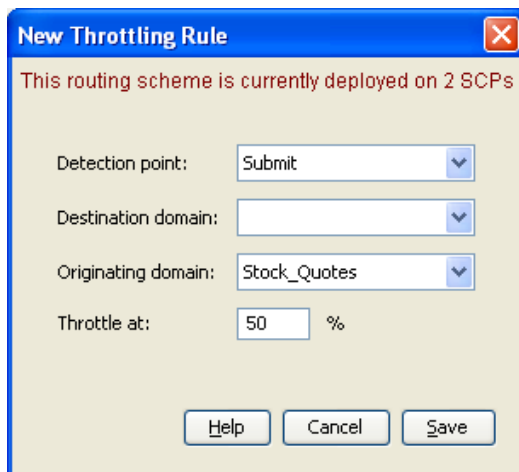 New Throttling Rule
This routing scheme is currently deployed on 2 SCPs
Detection point: Submit
Destination domain:
Originating domain: Stock_Quotes
Throttle at: 50 %
Help Cancel Save